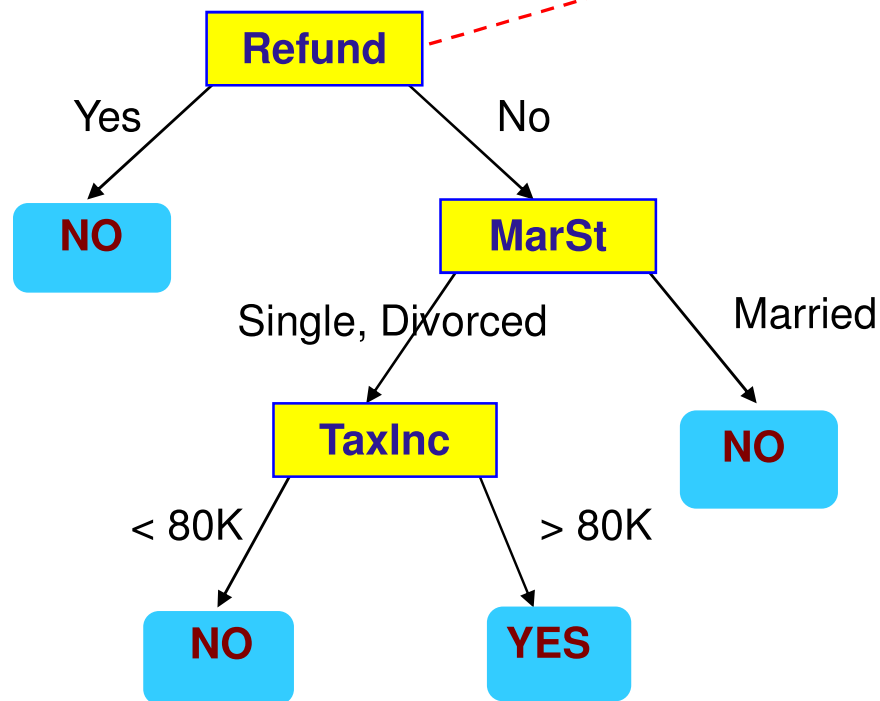 Refund
Yes
No
NO
MarSt
Single, Divorced
Married
TaxInc
NO
< 80K
> 80K
NO
YES